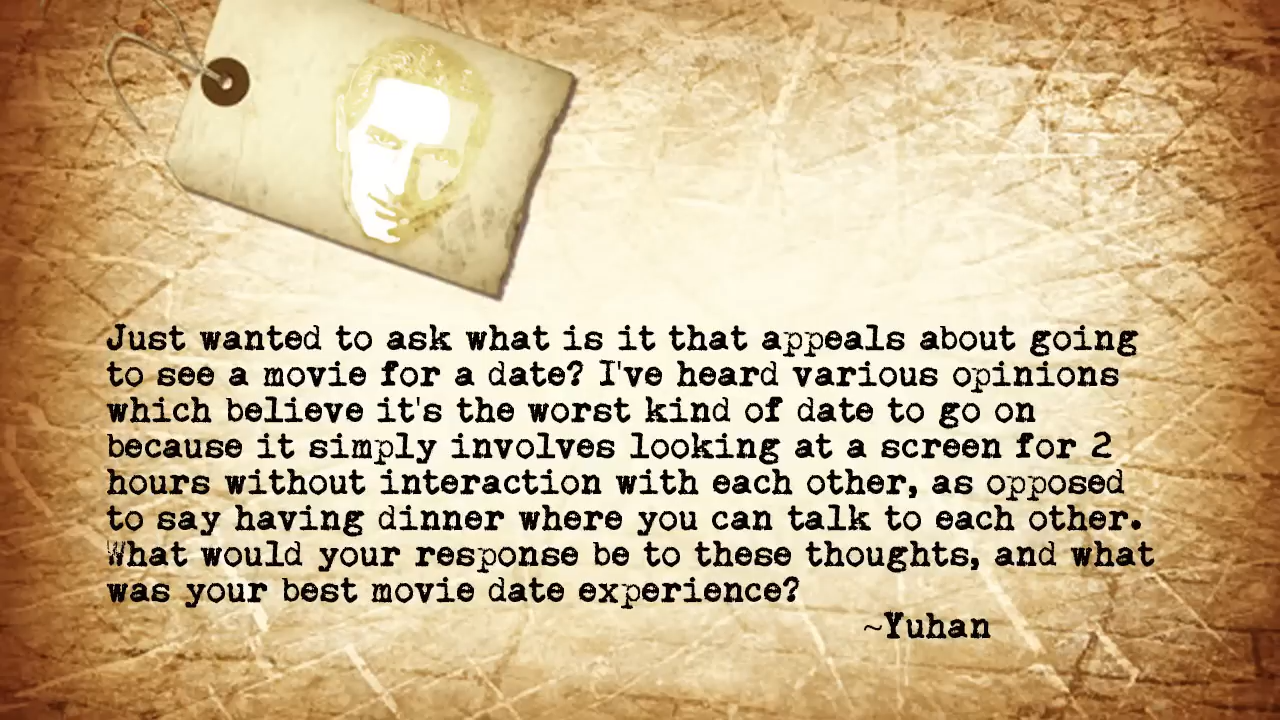 Just wanted to ask what is it that appeals about going
to see a movie for a date? I've heard various opinions
which believe it's the worst kind of date to go on
because it simply involves looking at a screen for 2
hours without interaction with each other, as opposed
to say having dinner where you can talk to each other.
What would your response be to these thoughts, and what
was your best movie date experience?
~Yuhan